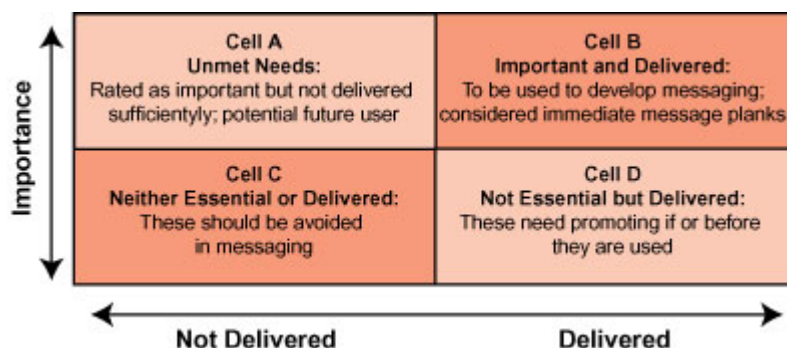 Importance
Cell A
Unmet Needs:
Rated as important but not delivered
sufficientyly; potential future user
Cell B
Important and Delivered:
To be used to develop messaging;
considered immediate message planks
Cell C
Neither Essential or Delivered:
These should be avoided
in messaging
Cell D
Not Essential but Delivered:
These need promoting if or before
they are used
Not Delivered
Delivered